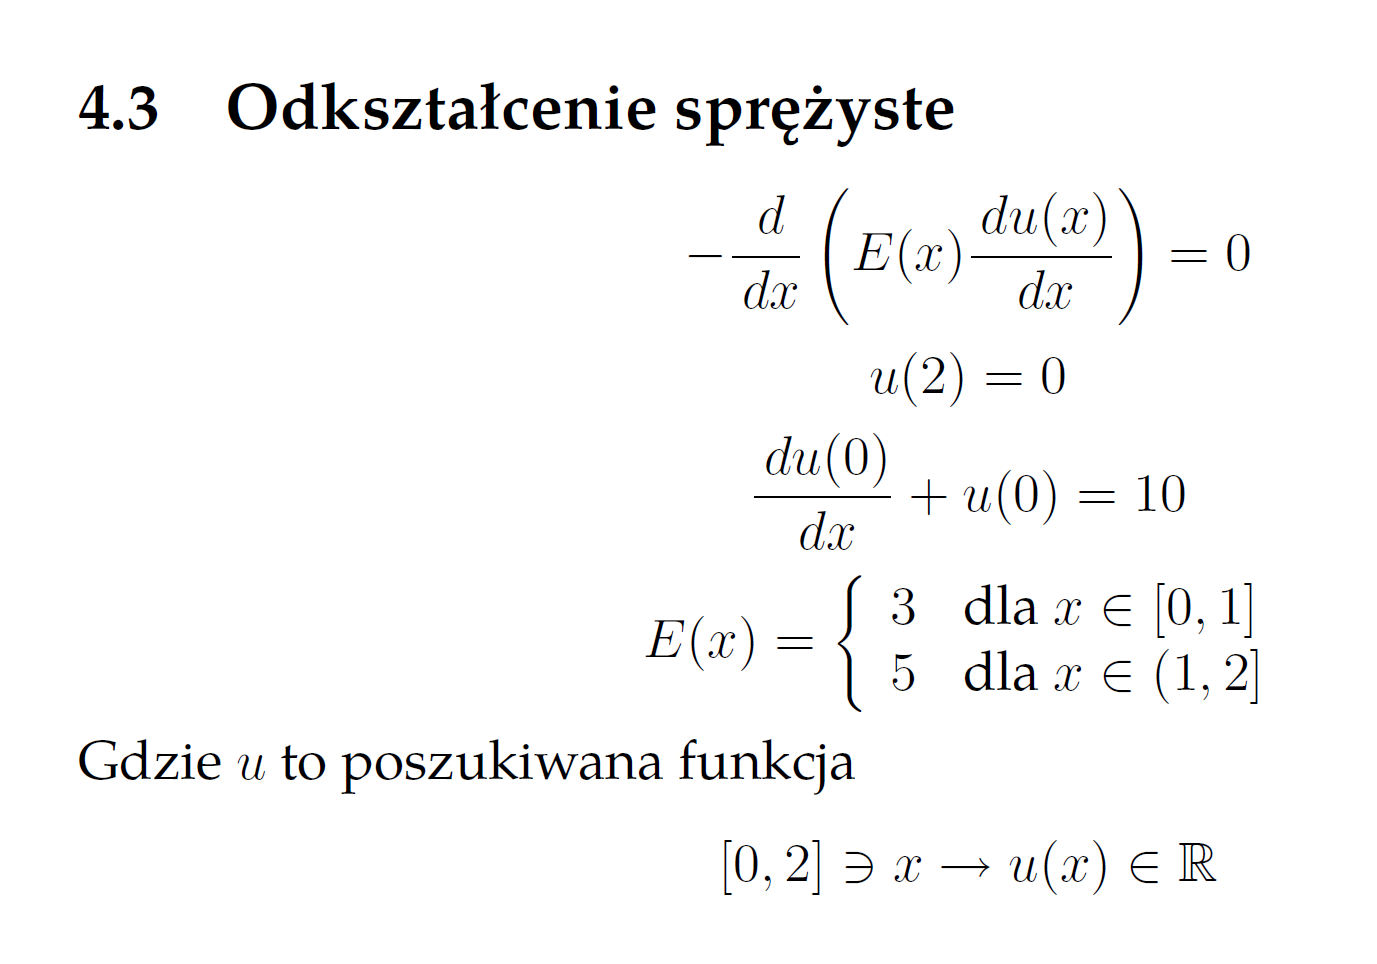 4.3 Odkształcenie sprężyste
$-\frac{d}{dx}\left(E(x)\frac{du(x)}{dx}\right) = 0$
$u(2) = 0$
$\frac{du(0)}{dx} + u(0) = 10$
$E(x) = \begin{cases} 3 & \text{dla } x \in [0, 1] \\ 5 & \text{dla } x \in (1, 2] \end{cases}$
Gdzie $u$ to poszukiwana funkcja
$[0, 2] \ni x \to u(x) \in \mathbb{R}$